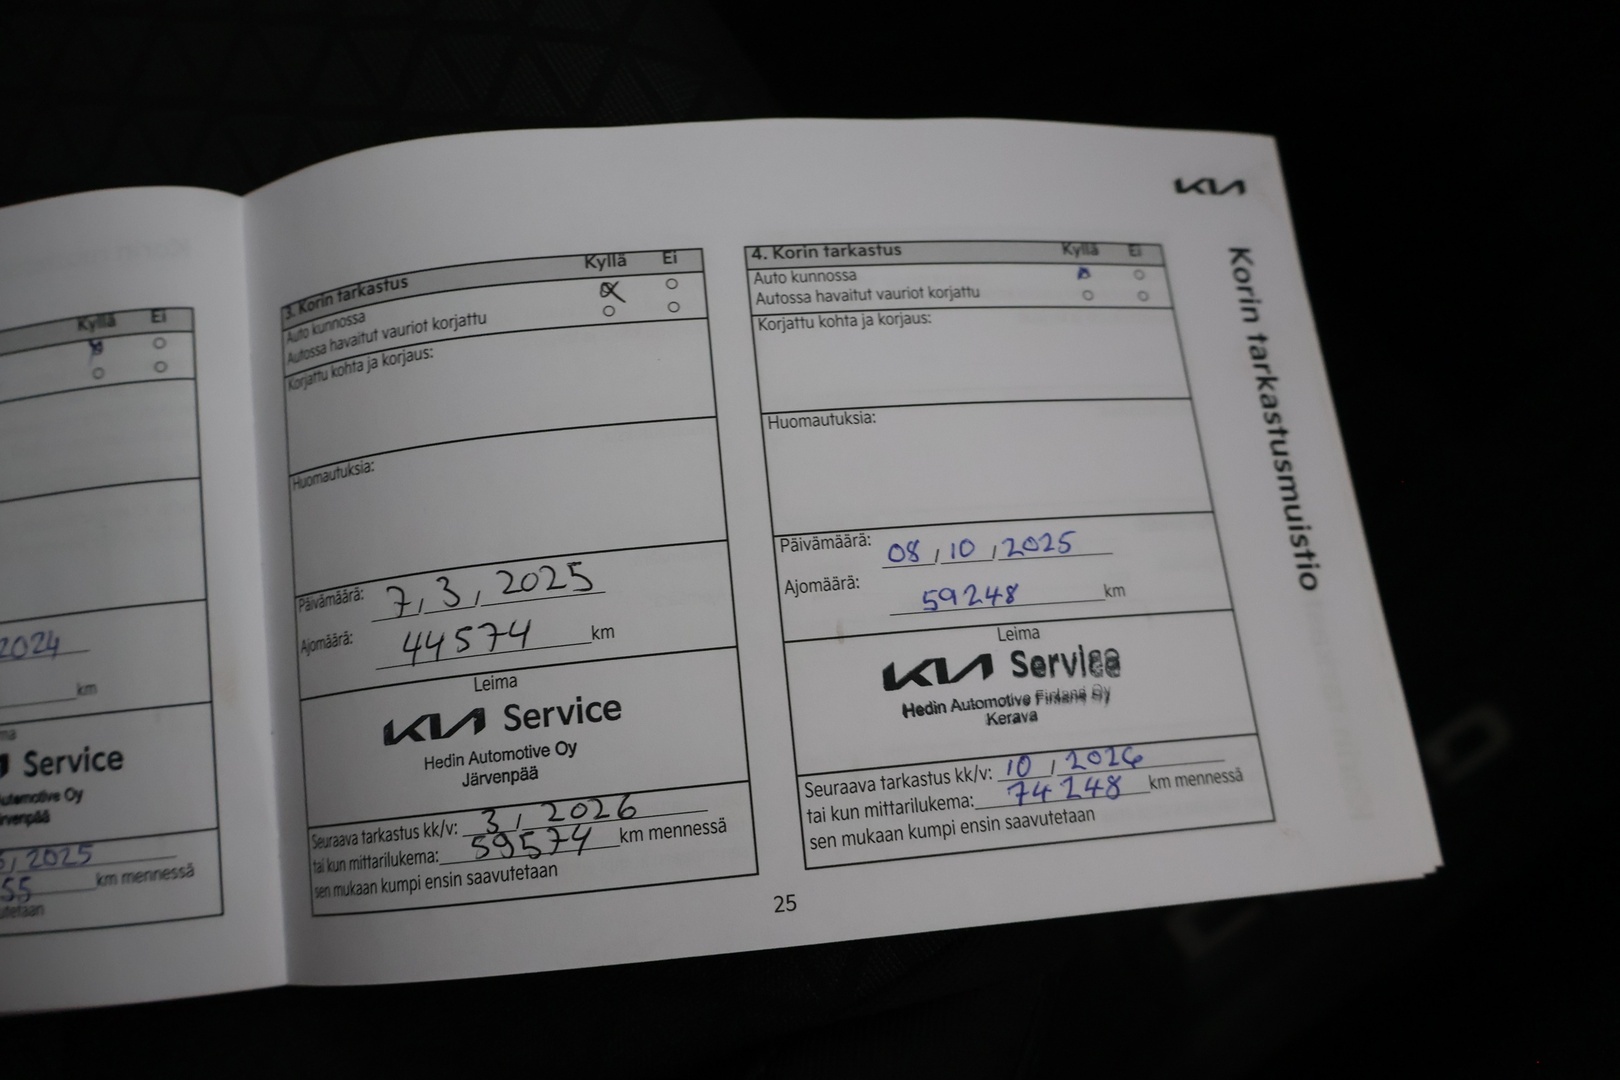 Kyllä Ei
2024
km
Service
Automotive Oy
2025
55 km mennessä
3. Korin tarkastus Kyllä Ei
Auto kunnossa
Autossa havaitut vauriot korjattu
Korjattu kohta ja korjaus:
Huomautuksia:
Päivämäärä: 7, 3, 2025
Ajomäärä: 44574 km
Leima
KIA Service
Hedin Automotive Oy
Järvenpää
Seuraava tarkastus kk/v: 3, 2026
tai kun mittarilukema: 59574 km mennessä
sen mukaan kumpi ensin saavutetaan
KIA
4. Korin tarkastus Kyllä Ei
Auto kunnossa
Autossa havaitut vauriot korjattu
Korjattu kohta ja korjaus:
Huomautuksia:
Päivämäärä: 08, 10, 2025
Ajomäärä: 59248 km
Leima
KIA Service
Hedin Automotive Finland Oy
Kerava
Seuraava tarkastus kk/v: 10, 2026
tai kun mittarilukema: 74248 km mennessä
sen mukaan kumpi ensin saavutetaan
Korin tarkastusmuistio
25